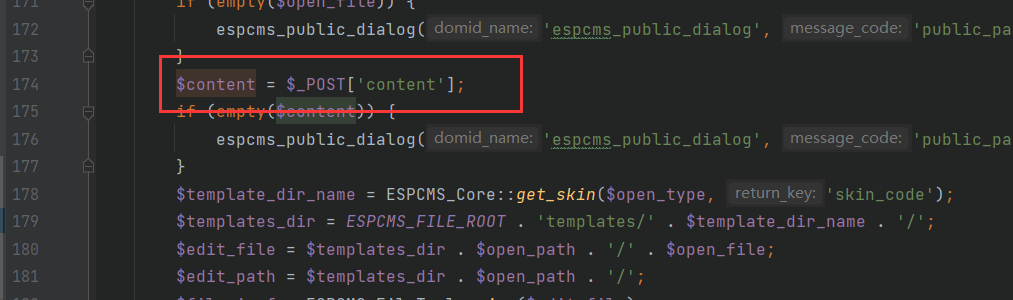 171 if (empty($open_file)) {
172 espcms_public_dialog( domid_name: 'espcms_public_dialog', message_code: 'public_pa
173 }
174 $content = $_POST['content'];
175 if (empty($content)) {
176 espcms_public_dialog( domid_name: 'espcms_public_dialog', message_code: 'public_pa
177 }
178 $template_dir_name = ESPCMS_Core::get_skin($open_type, return_key: 'skin_code');
179 $templates_dir = ESPCMS_FILE_ROOT . 'templates/' . $template_dir_name . '/';
180 $edit_file = $templates_dir . $open_path . '/' . $open_file;
181 $edit_path = $templates_dir . $open_path . '/';